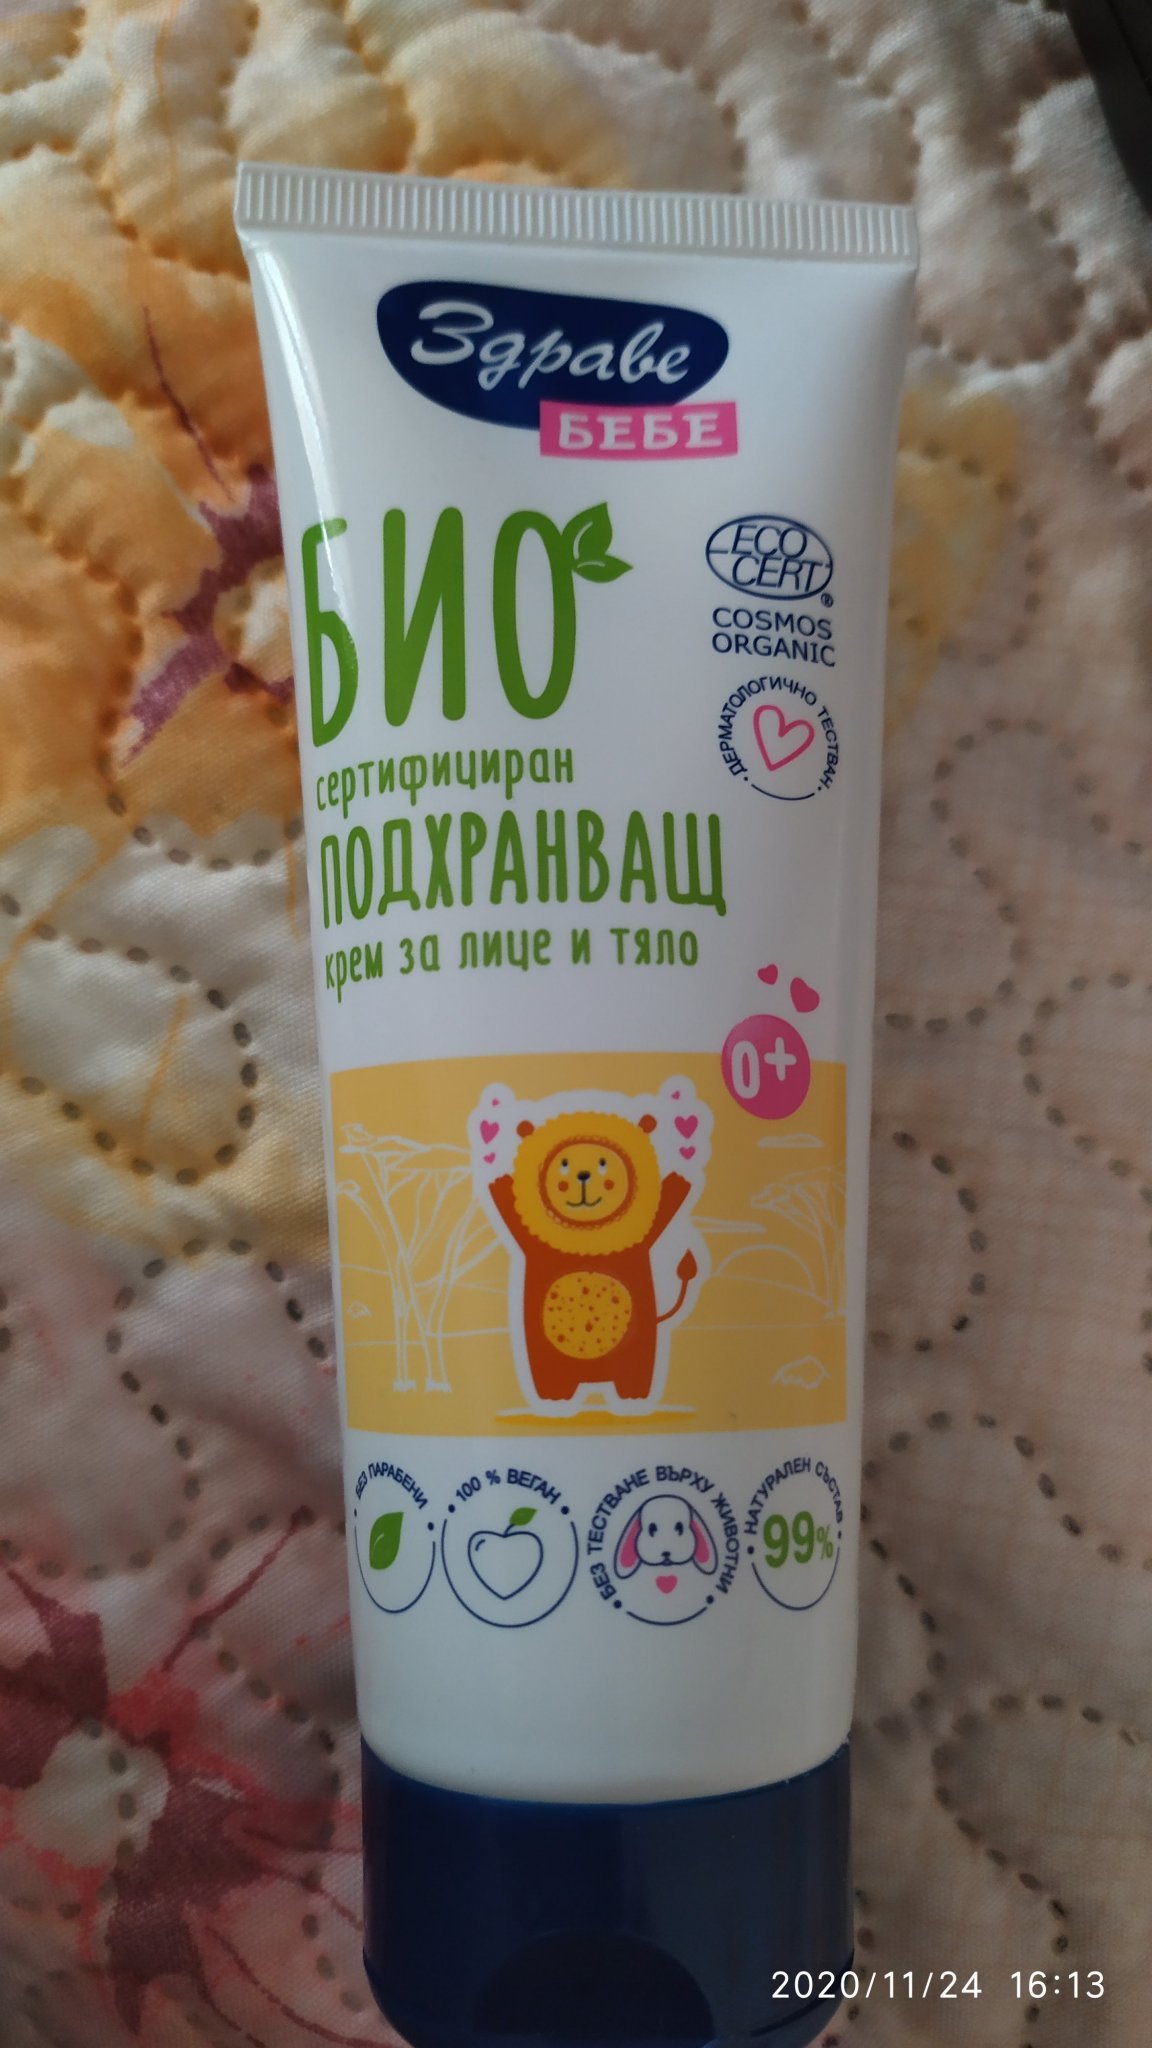 Здраве
БЕБЕ
БИО
ECO
CERT®
COSMOS
ORGANIC
ДЕРМАТОЛОГИЧНО ТЕСТВАН
сертифициран
ПОДХРАНВАЩ
крем за лице и тяло
0+
БЕЗ ПАРАБЕНИ
100 % ВЕГАН
БЕЗ ТЕСТВАНЕ ВЪРХУ ЖИВОТНИ
НАТУРАЛЕН СЪСТАВ
99%
2020/11/24 16:13